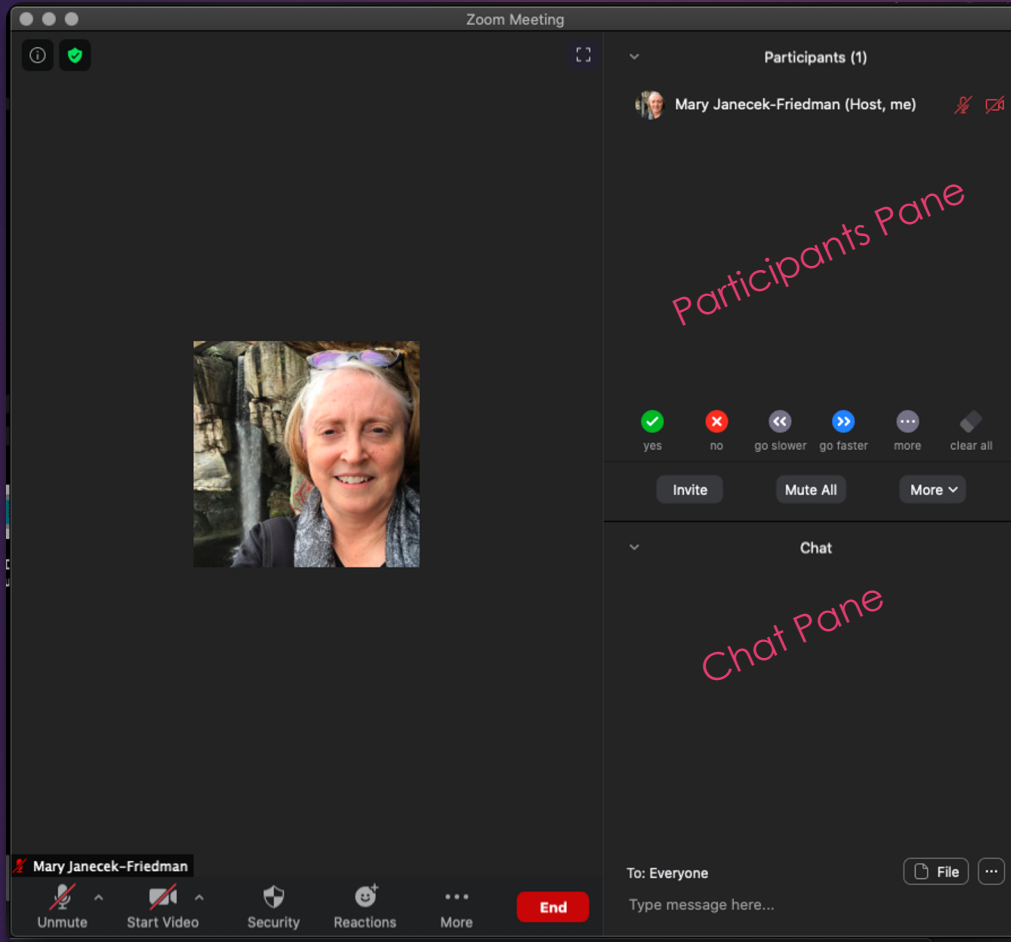 Zoom Meeting
Participants (1)
Mary Janecek-Friedman (Host, me)
Participants Pane
yes no go slower go faster more clear all
Invite Mute All More
Chat
Chat Pane
Mary Janecek-Friedman
To: Everyone File
Type message here...
Unmute Start Video Security Reactions More End